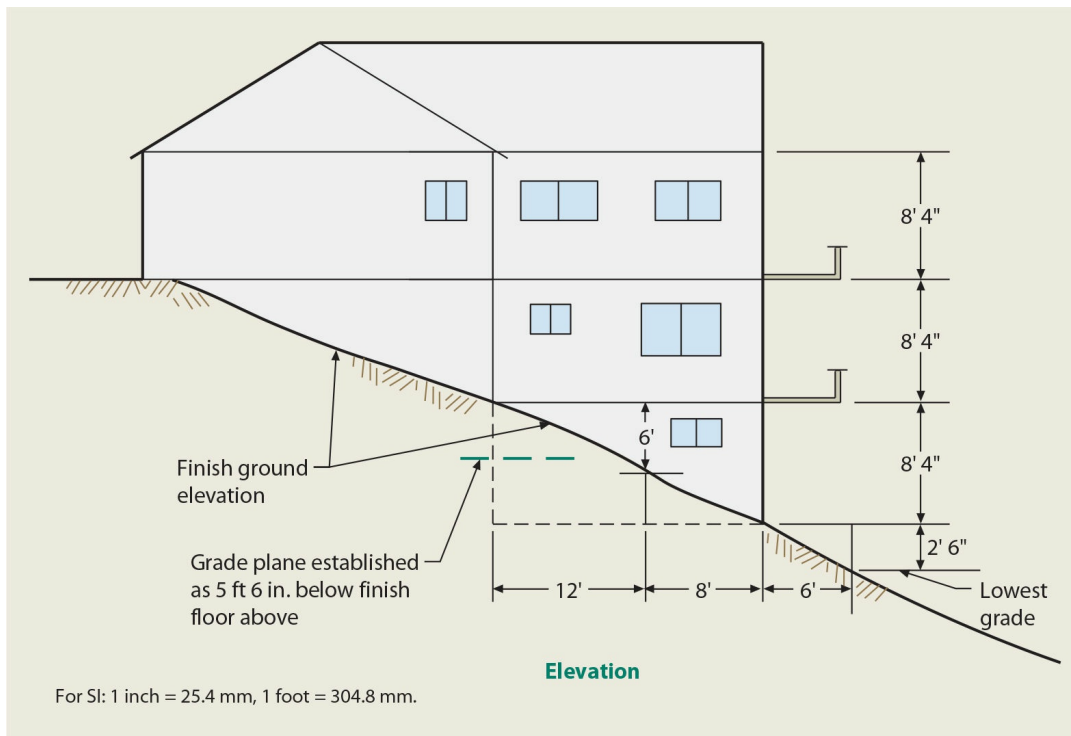 8' 4"
8' 4"
6'
8' 4"
Finish ground
elevation
2' 6"
Grade plane established
as 5 ft 6 in. below finish
floor above
12'
8'
6'
Lowest
grade
Elevation
For SI: 1 inch = 25.4 mm, 1 foot = 304.8 mm.